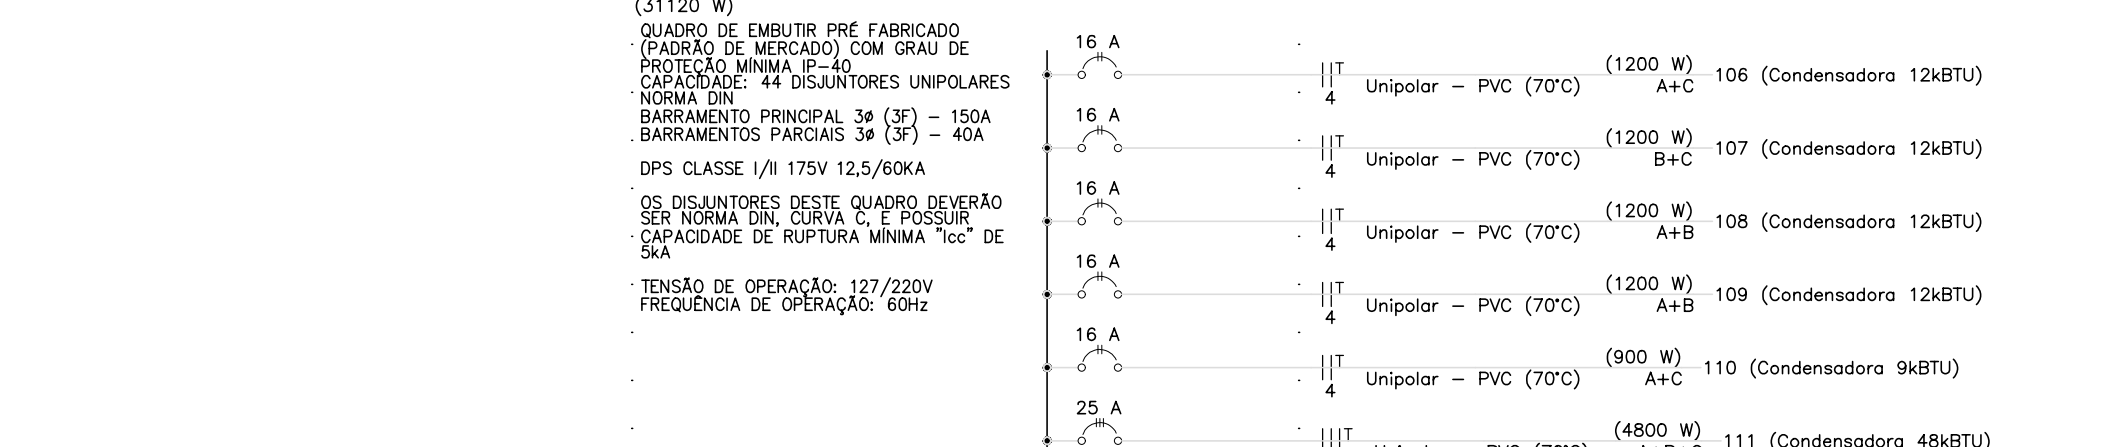 (31120 W)
QUADRO DE EMBUTIR PRÉ FABRICADO
(PADRÃO DE MERCADO) COM GRAU DE
PROTEÇÃO MÍNIMA IP-40
CAPACIDADE: 44 DISJUNTORES UNIPOLARES
NORMA DIN
BARRAMENTO PRINCIPAL 3ø (3F) - 150A
BARRAMENTOS PARCIAIS 3ø (3F) - 40A
DPS CLASSE I/II 175V 12,5/60KA
OS DISJUNTORES DESTE QUADRO DEVERÃO
SER NORMA DIN, CURVA C, E POSSUIR
CAPACIDADE DE RUPTURA MÍNIMA "Icc" DE
5kA
TENSÃO DE OPERAÇÃO: 127/220V
FREQUÊNCIA DE OPERAÇÃO: 60Hz
16 A
T
4
Unipolar - PVC (70°C)
(1200 W)
A+C
106 (Condensadora 12kBTU)
16 A
T
4
Unipolar - PVC (70°C)
(1200 W)
B+C
107 (Condensadora 12kBTU)
16 A
T
4
Unipolar - PVC (70°C)
(1200 W)
A+B
108 (Condensadora 12kBTU)
16 A
T
4
Unipolar - PVC (70°C)
(1200 W)
A+B
109 (Condensadora 12kBTU)
16 A
T
4
Unipolar - PVC (70°C)
(900 W)
A+C
110 (Condensadora 9kBTU)
25 A
T
(4800 W)
111 (Condensadora 48kBTU)